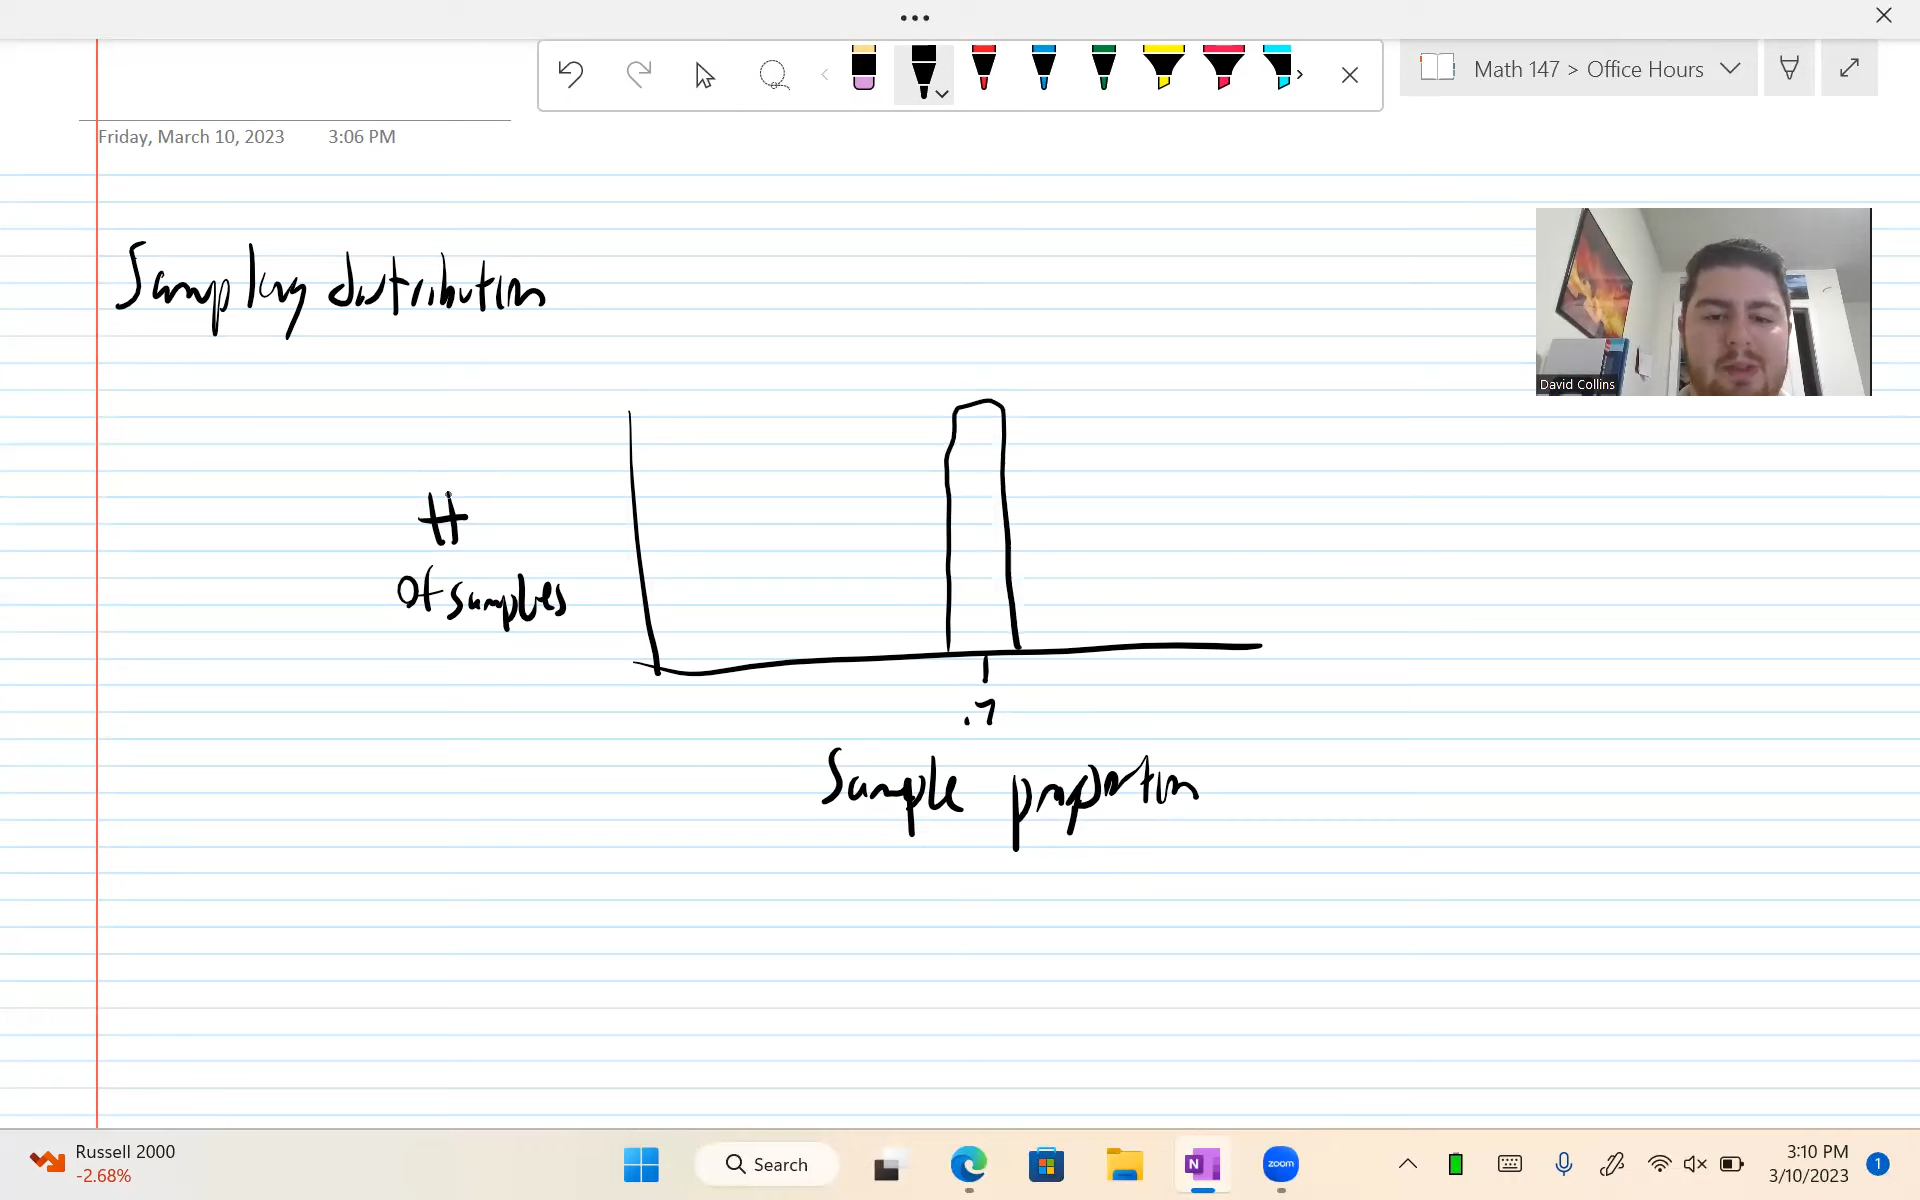 Math 147 > Office Hours
Friday, March 10, 2023 3:06 PM
Sampling distribution
David Collins
#
of samples
.7
Sample proportion
Russell 2000
-2.68%
Search
N
zoom
3:10 PM
3/10/2023
1